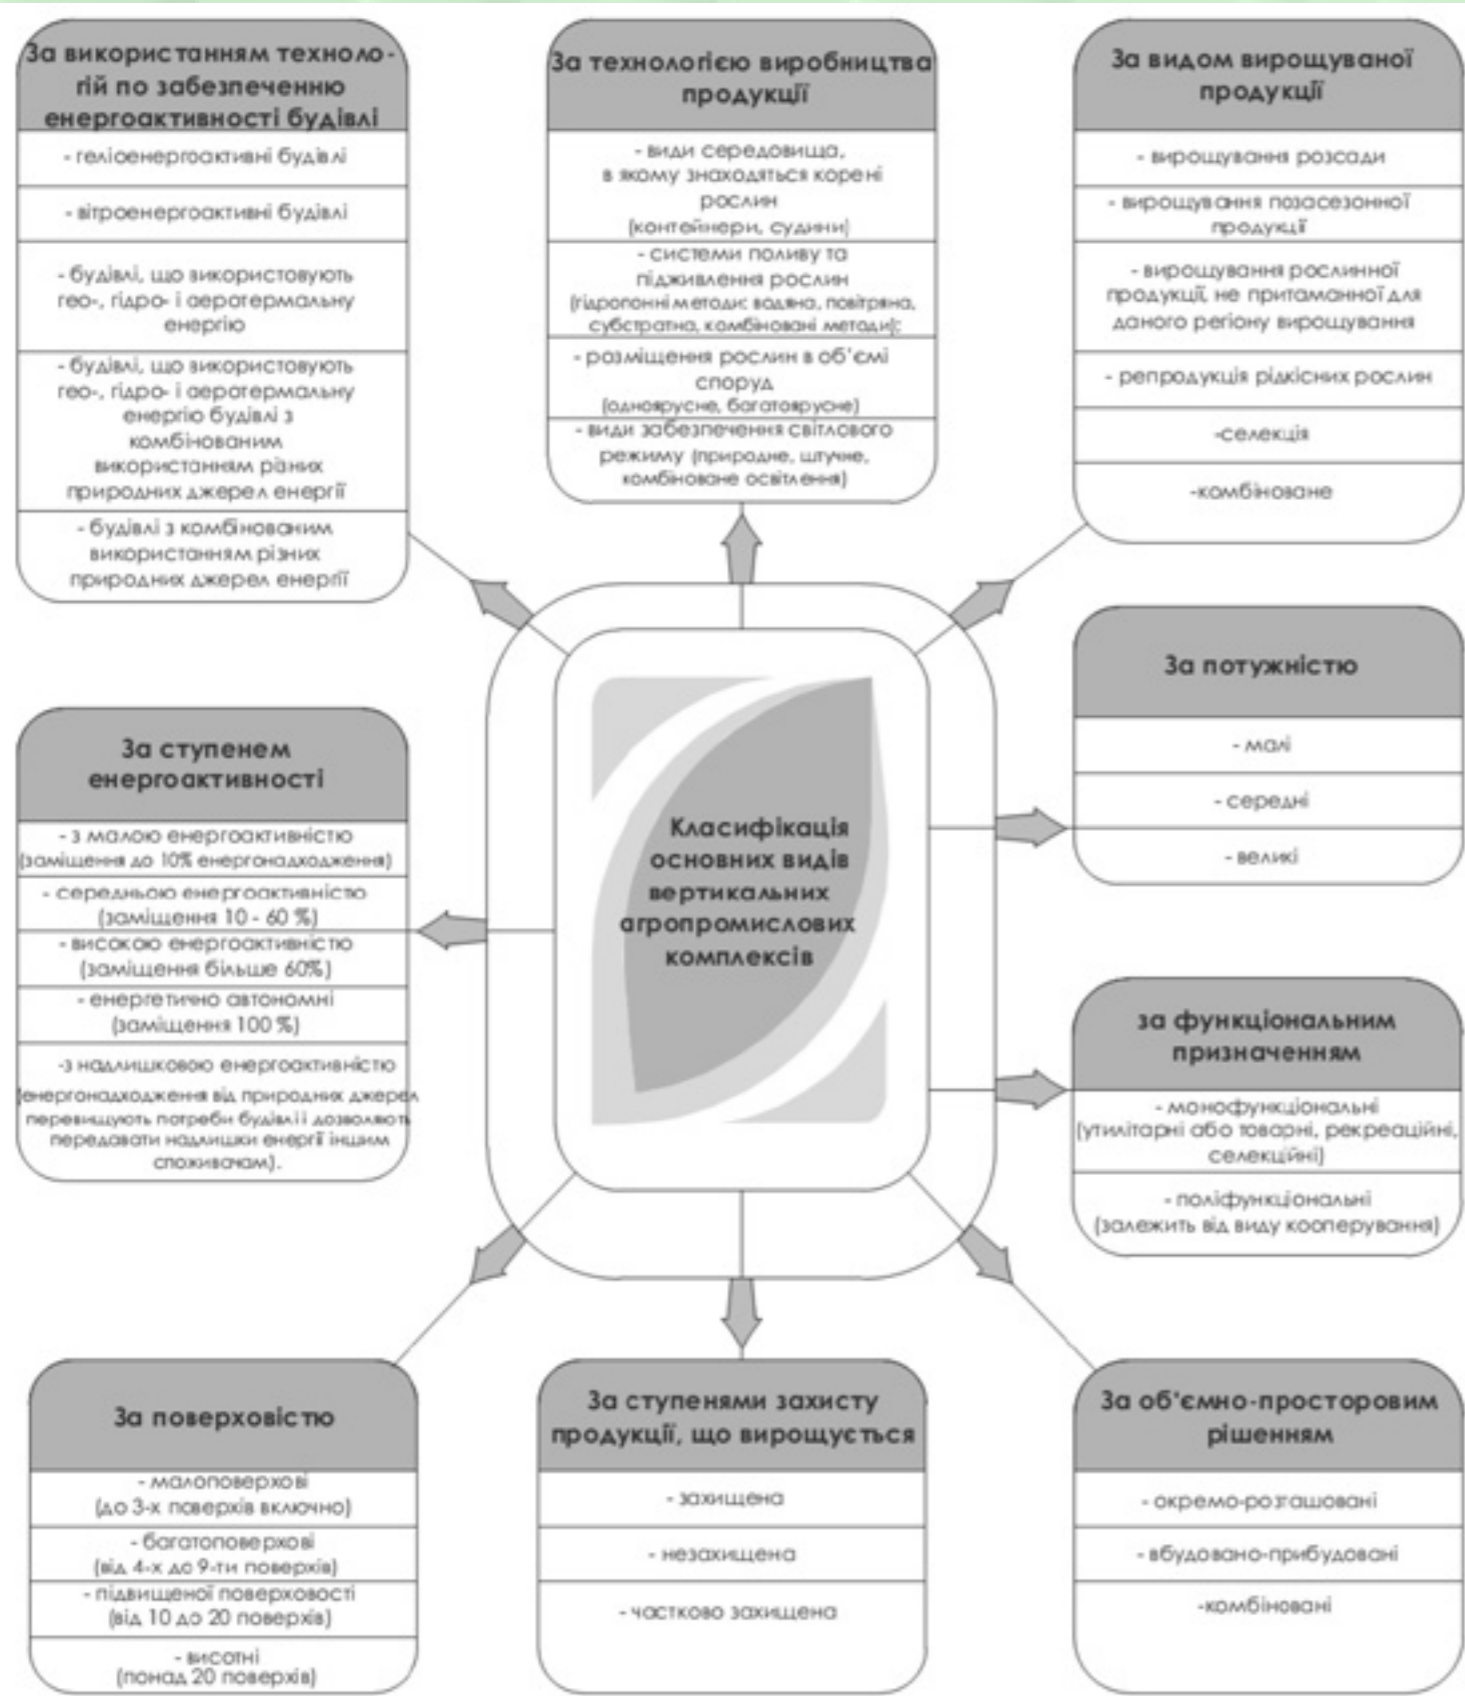 За використанням техноло-
гій по забезпеченню
енергоактивності будівлі
- геліоенергоактивні будівлі
- вітроенергоактивні будівлі
- будівлі, що використовують
гео-, гідро- і аеротермальну
енергію
- будівлі, що використовують
гео-, гідро- і аеротермальну
енергію будівлі з
комбінованим
використанням різних
природних джерел енергії
- будівлі з комбінованим
використанням різних
природних джерел енергії
За технологією виробництва
продукції
- види середовища,
в якому знаходяться корені
рослин
(контейнери, судини)
- системи поливу та
підживлення рослин
(гідропонні методи: водяна, повітряна,
субстратна, комбіновані методи);
- розміщення рослин в об'ємі
споруд
(одноярусне, багатоярусне)
- види забезпечення світлового
режиму (природне, штучне,
комбіноване освітлення)
За видом вирощуваної
продукції
- вирощування розсади
- вирощування позасезонної
продукції
- вирощування рослинної
продукції, не притаманної для
даного регіону вирощування
- репродукція рідкісних рослин
-селекція
-комбіноване
За потужністю
- малі
- середні
- великі
За ступенем
енергоактивності
- з малою енергоактивністю
(заміщення до 10% енергонадходження)
- середньою енергоактивністю
(заміщення 10 - 60 %)
- високою енергоактивністю
(заміщення більше 60%)
- енергетично автономні
(заміщення 100 %)
-з надлишковою енергоактивністю
(енергонадходження від природних джерел
перевищують потреби будівлі і дозволяють
передавати надлишки енергії іншим
споживачам).
Класифікація
основних видів
вертикальних
агропромислових
комплексів
за функціональним
призначенням
- монофункціональні
(утилітарні або товарні, рекреаційні,
селекційні)
- поліфункціональні
(залежить від виду кооперування)
За поверховістю
- малоповерхові
(до 3-х поверхів включно)
- багатоповерхові
(від 4-х до 9-ти поверхів)
- підвищеної поверховості
(від 10 до 20 поверхів)
- висотні
(понад 20 поверхів)
За ступенями захисту
продукції, що вирощується
- захищена
- незахищена
- частково захищена
За об'ємно-просторовим
рішенням
- окремо-розташовані
- вбудовано-прибудовані
-комбіновані